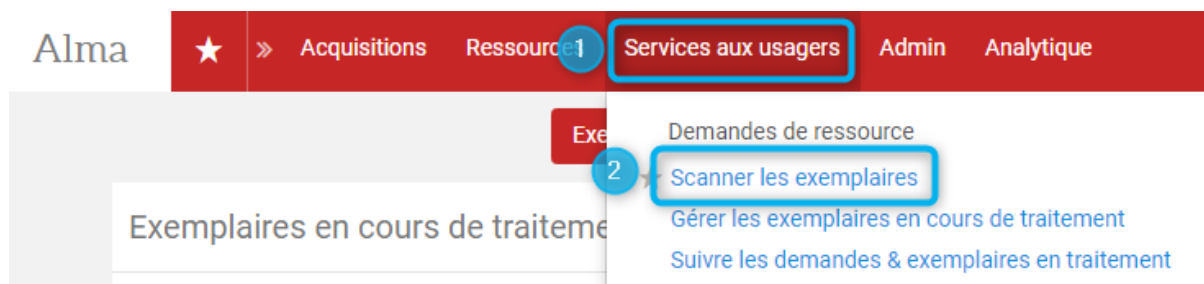 Alma ★ » Acquisitions Ressources 1 Services aux usagers Admin Analytique
Exe
Demandes de ressource
2 ★ Scanner les exemplaires
Gérer les exemplaires en cours de traitement
Exemplaires en cours de traiteme
Suivre les demandes & exemplaires en traitement